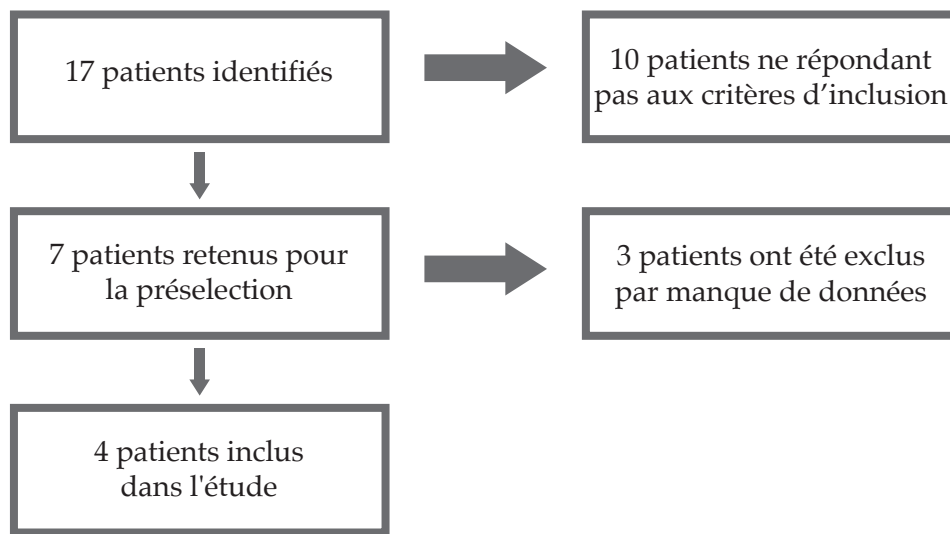 17 patients identifiés
10 patients ne répondant
pas aux critères d’inclusion
7 patients retenus pour
la préselection
3 patients ont été exclus
par manque de données
4 patients inclus
dans l'étude